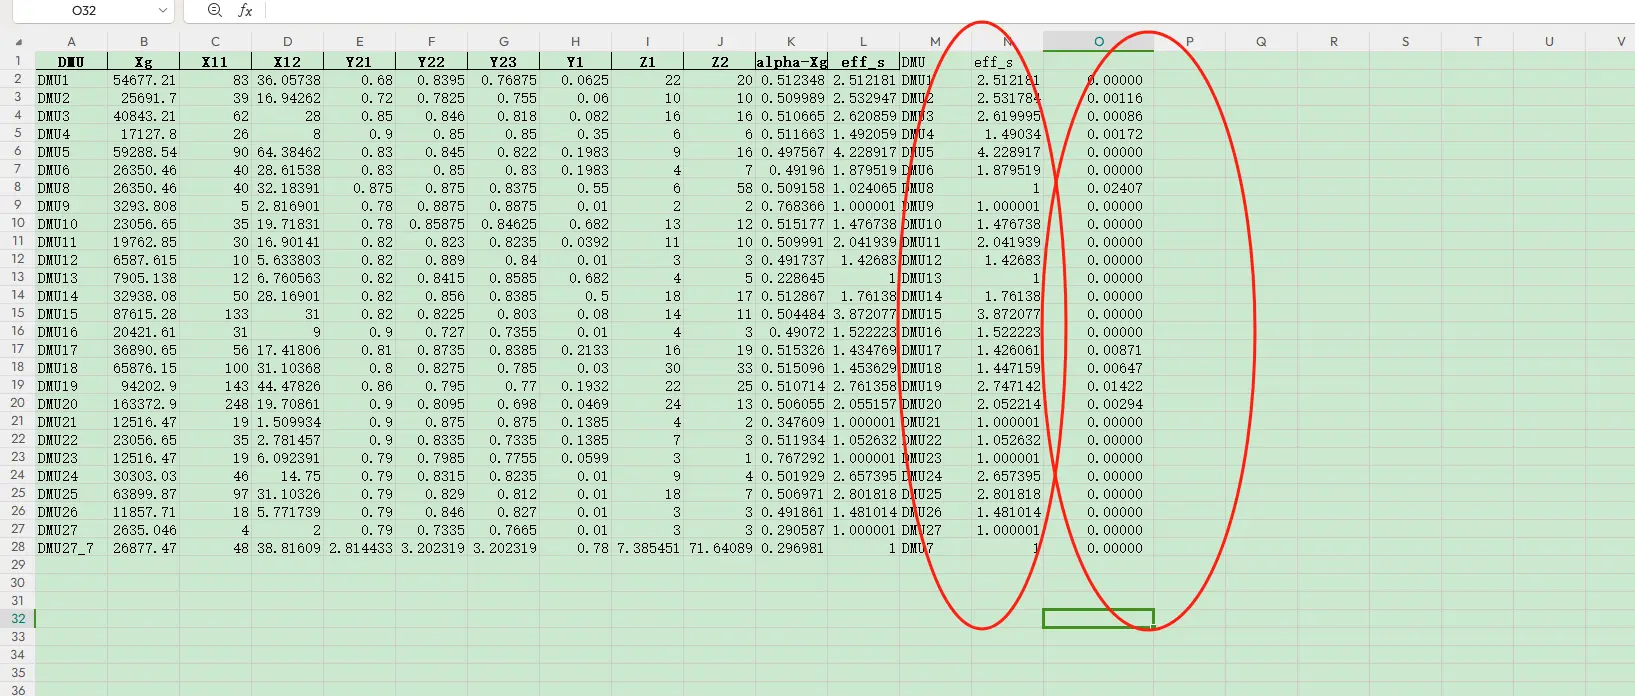 O32 fx
A B C D E F G H I J K L M N O P Q R S T U V
1 DMU Xg X11 X12 Y21 Y22 Y23 Y1 Z1 Z2 alpha-Xg eff_s DMU eff_s
2 DMU1 54677.21 83 36.05738 0.68 0.8395 0.76875 0.0625 22 20 0.512348 2.512181 DMU1 2.512181 0.00000
3 DMU2 25691.7 39 16.94262 0.72 0.7825 0.755 0.06 10 10 0.509989 2.532947 DMU2 2.531784 0.00116
4 DMU3 40843.21 62 28 0.85 0.846 0.818 0.082 16 16 0.510665 2.620859 DMU3 2.619995 0.00086
5 DMU4 17127.8 26 8 0.9 0.85 0.85 0.35 6 6 0.511663 1.492059 DMU4 1.49034 0.00172
6 DMU5 59288.54 90 64.38462 0.83 0.845 0.822 0.1983 9 16 0.497567 4.228917 DMU5 4.228917 0.00000
7 DMU6 26350.46 40 28.61538 0.83 0.85 0.83 0.1983 4 7 0.49196 1.879519 DMU6 1.879519 0.00000
8 DMU8 26350.46 40 32.18391 0.875 0.875 0.8375 0.55 6 58 0.509158 1.024065 DMU8 1 0.02407
9 DMU9 3293.808 5 2.816901 0.78 0.8875 0.8875 0.01 2 2 0.768366 1.000001 DMU9 1.000001 0.00000
10 DMU10 23056.65 35 19.71831 0.78 0.85875 0.84625 0.682 13 12 0.515177 1.476738 DMU10 1.476738 0.00000
11 DMU11 19762.85 30 16.90141 0.82 0.823 0.8235 0.0392 11 10 0.509991 2.041939 DMU11 2.041939 0.00000
12 DMU12 6587.615 10 5.633803 0.82 0.889 0.84 0.01 3 3 0.491737 1.42683 DMU12 1.42683 0.00000
13 DMU13 7905.138 12 6.760563 0.82 0.8415 0.8585 0.682 4 5 0.228645 1 DMU13 1 0.00000
14 DMU14 32938.08 50 28.16901 0.82 0.856 0.8385 0.5 18 17 0.512867 1.76138 DMU14 1.76138 0.00000
15 DMU15 87615.28 133 31 0.82 0.8225 0.803 0.08 14 11 0.504484 3.872077 DMU15 3.872077 0.00000
16 DMU16 20421.61 31 9 0.9 0.727 0.7355 0.01 4 3 0.49072 1.522223 DMU16 1.522223 0.00000
17 DMU17 36890.65 56 17.41806 0.81 0.8735 0.8385 0.2133 16 19 0.515326 1.434769 DMU17 1.426061 0.00871
18 DMU18 65876.15 100 31.10368 0.8 0.8275 0.785 0.03 30 33 0.515096 1.453629 DMU18 1.447159 0.00647
19 DMU19 94202.9 143 44.47826 0.86 0.795 0.77 0.1932 22 25 0.510714 2.761358 DMU19 2.747142 0.01422
20 DMU20 163372.9 248 19.70861 0.9 0.8095 0.698 0.0469 24 13 0.506055 2.055157 DMU20 2.052214 0.00294
21 DMU21 12516.47 19 1.509934 0.9 0.875 0.875 0.1385 4 2 0.347609 1.000001 DMU21 1.000001 0.00000
22 DMU22 23056.65 35 2.781457 0.9 0.8335 0.7335 0.1385 7 3 0.511934 1.052632 DMU22 1.052632 0.00000
23 DMU23 12516.47 19 6.092391 0.79 0.7985 0.7755 0.0599 3 1 0.767292 1.000001 DMU23 1.000001 0.00000
24 DMU24 30303.03 46 14.75 0.79 0.8315 0.8235 0.01 9 4 0.501929 2.657395 DMU24 2.657395 0.00000
25 DMU25 63899.87 97 31.10326 0.79 0.829 0.812 0.01 18 7 0.506971 2.801818 DMU25 2.801818 0.00000
26 DMU26 11857.71 18 5.771739 0.79 0.846 0.827 0.01 3 3 0.491861 1.481014 DMU26 1.481014 0.00000
27 DMU27 2635.046 4 2 0.79 0.7335 0.7665 0.01 3 3 0.290587 1.000001 DMU27 1.000001 0.00000
28 DMU27_7 26877.47 48 38.81609 2.814433 3.202319 3.202319 0.78 7.385451 71.64089 0.296981 1 DMU7 1 0.00000
29
30
31
32
33
34
35
36